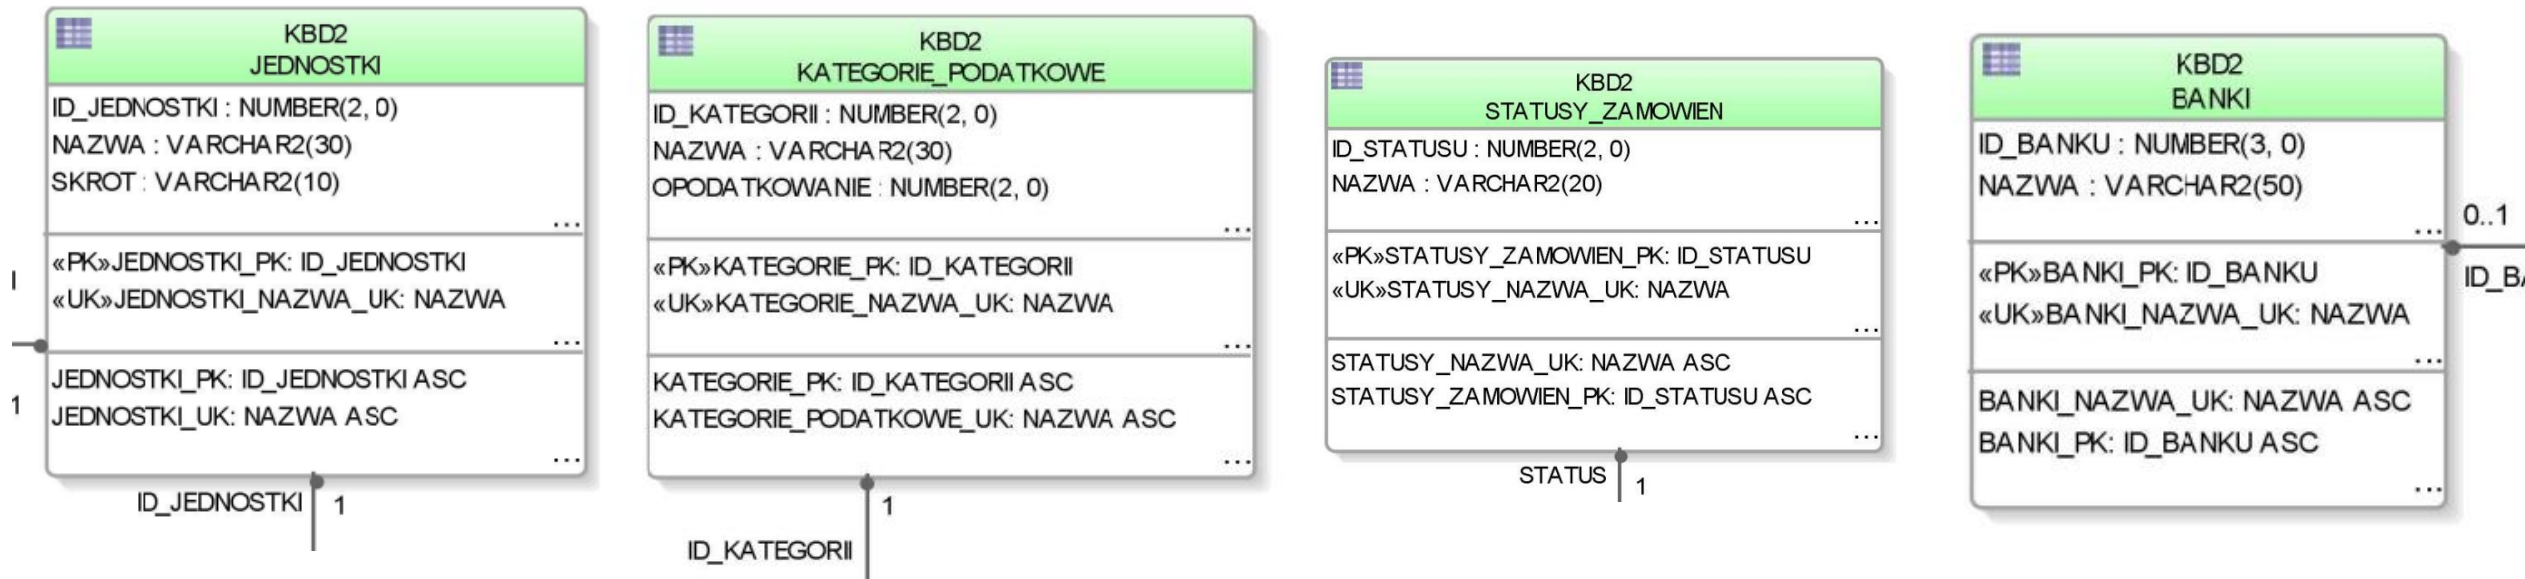 KBD2
JEDNOSTKI
ID_JEDNOSTKI : NUMBER(2, 0)
NAZWA : VARCHAR2(30)
SKROT : VARCHAR2(10)
...
«PK»JEDNOSTKI_PK: ID_JEDNOSTKI
«UK»JEDNOSTKI_NAZWA_UK: NAZWA
...
JEDNOSTKI_PK: ID_JEDNOSTKI ASC
JEDNOSTKI_UK: NAZWA ASC
...
1
ID_JEDNOSTKI
1
KBD2
KATEGORIE_PODATKOWE
ID_KATEGORII : NUMBER(2, 0)
NAZWA : VARCHAR2(30)
OPODATKOWANIE : NUMBER(2, 0)
...
«PK»KATEGORIE_PK: ID_KATEGORII
«UK»KATEGORIE_NAZWA_UK: NAZWA
...
KATEGORIE_PK: ID_KATEGORII ASC
KATEGORIE_PODATKOWE_UK: NAZWA ASC
...
1
ID_KATEGORII
KBD2
STATUSY_ZAMOWIEN
ID_STATUSU : NUMBER(2, 0)
NAZWA : VARCHAR2(20)
...
«PK»STATUSY_ZAMOWIEN_PK: ID_STATUSU
«UK»STATUSY_NAZWA_UK: NAZWA
...
STATUSY_NAZWA_UK: NAZWA ASC
STATUSY_ZAMOWIEN_PK: ID_STATUSU ASC
...
STATUS
1
KBD2
BANKI
ID_BANKU : NUMBER(3, 0)
NAZWA : VARCHAR2(50)
...
«PK»BANKI_PK: ID_BANKU
«UK»BANKI_NAZWA_UK: NAZWA
...
BANKI_NAZWA_UK: NAZWA ASC
BANKI_PK: ID_BANKU ASC
...
0..1